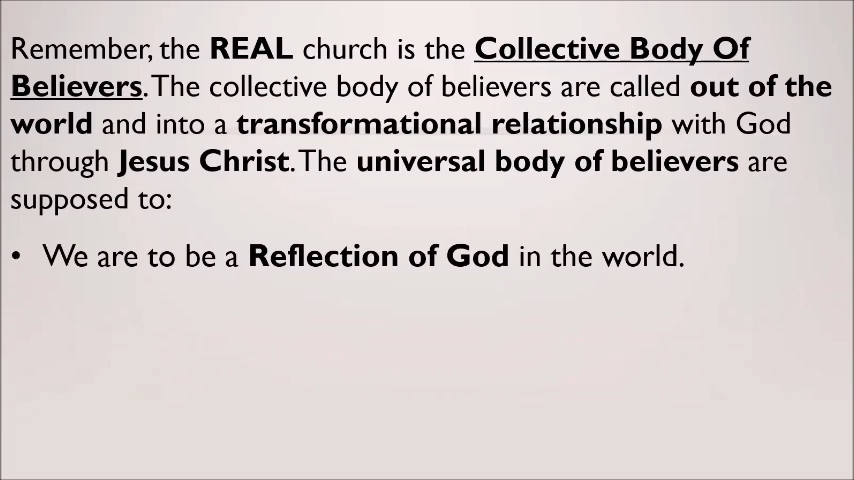 Remember, the REAL church is the Collective Body Of
Believers. The collective body of believers are called out of the
world and into a transformational relationship with God
through Jesus Christ. The universal body of believers are
supposed to:
• We are to be a Reflection of God in the world.